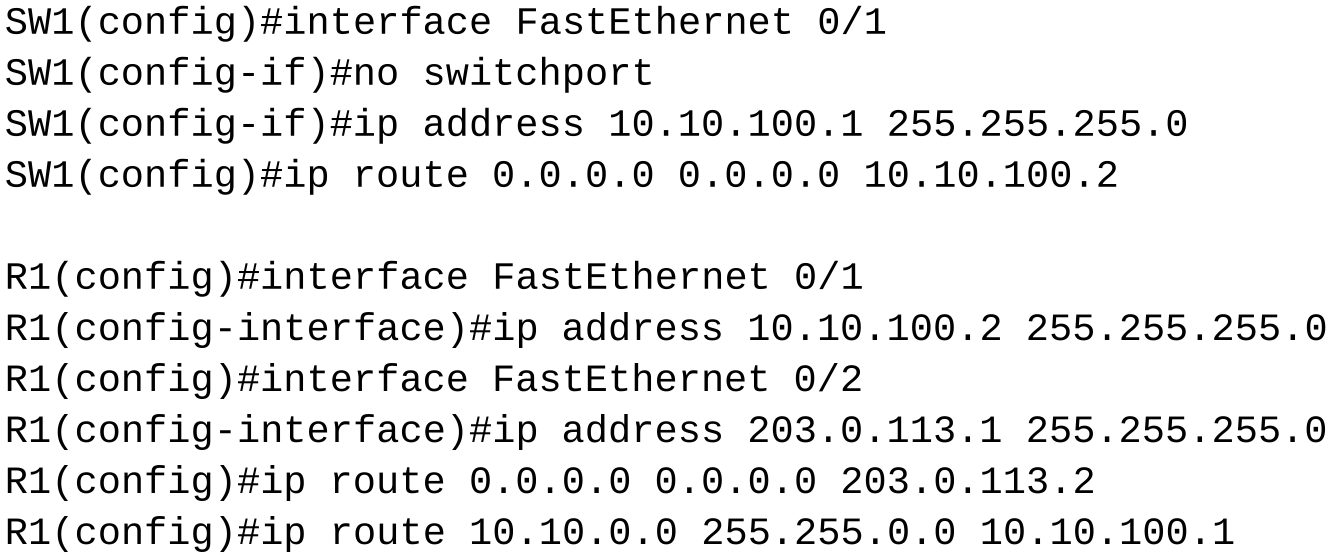 SW1(config)#interface FastEthernet 0/1
SW1(config-if)#no switchport
SW1(config-if)#ip address 10.10.100.1 255.255.255.0
SW1(config)#ip route 0.0.0.0 0.0.0.0 10.10.100.2

R1(config)#interface FastEthernet 0/1
R1(config-interface)#ip address 10.10.100.2 255.255.255.0
R1(config)#interface FastEthernet 0/2
R1(config-interface)#ip address 203.0.113.1 255.255.255.0
R1(config)#ip route 0.0.0.0 0.0.0.0 203.0.113.2
R1(config)#ip route 10.10.0.0 255.255.0.0 10.10.100.1